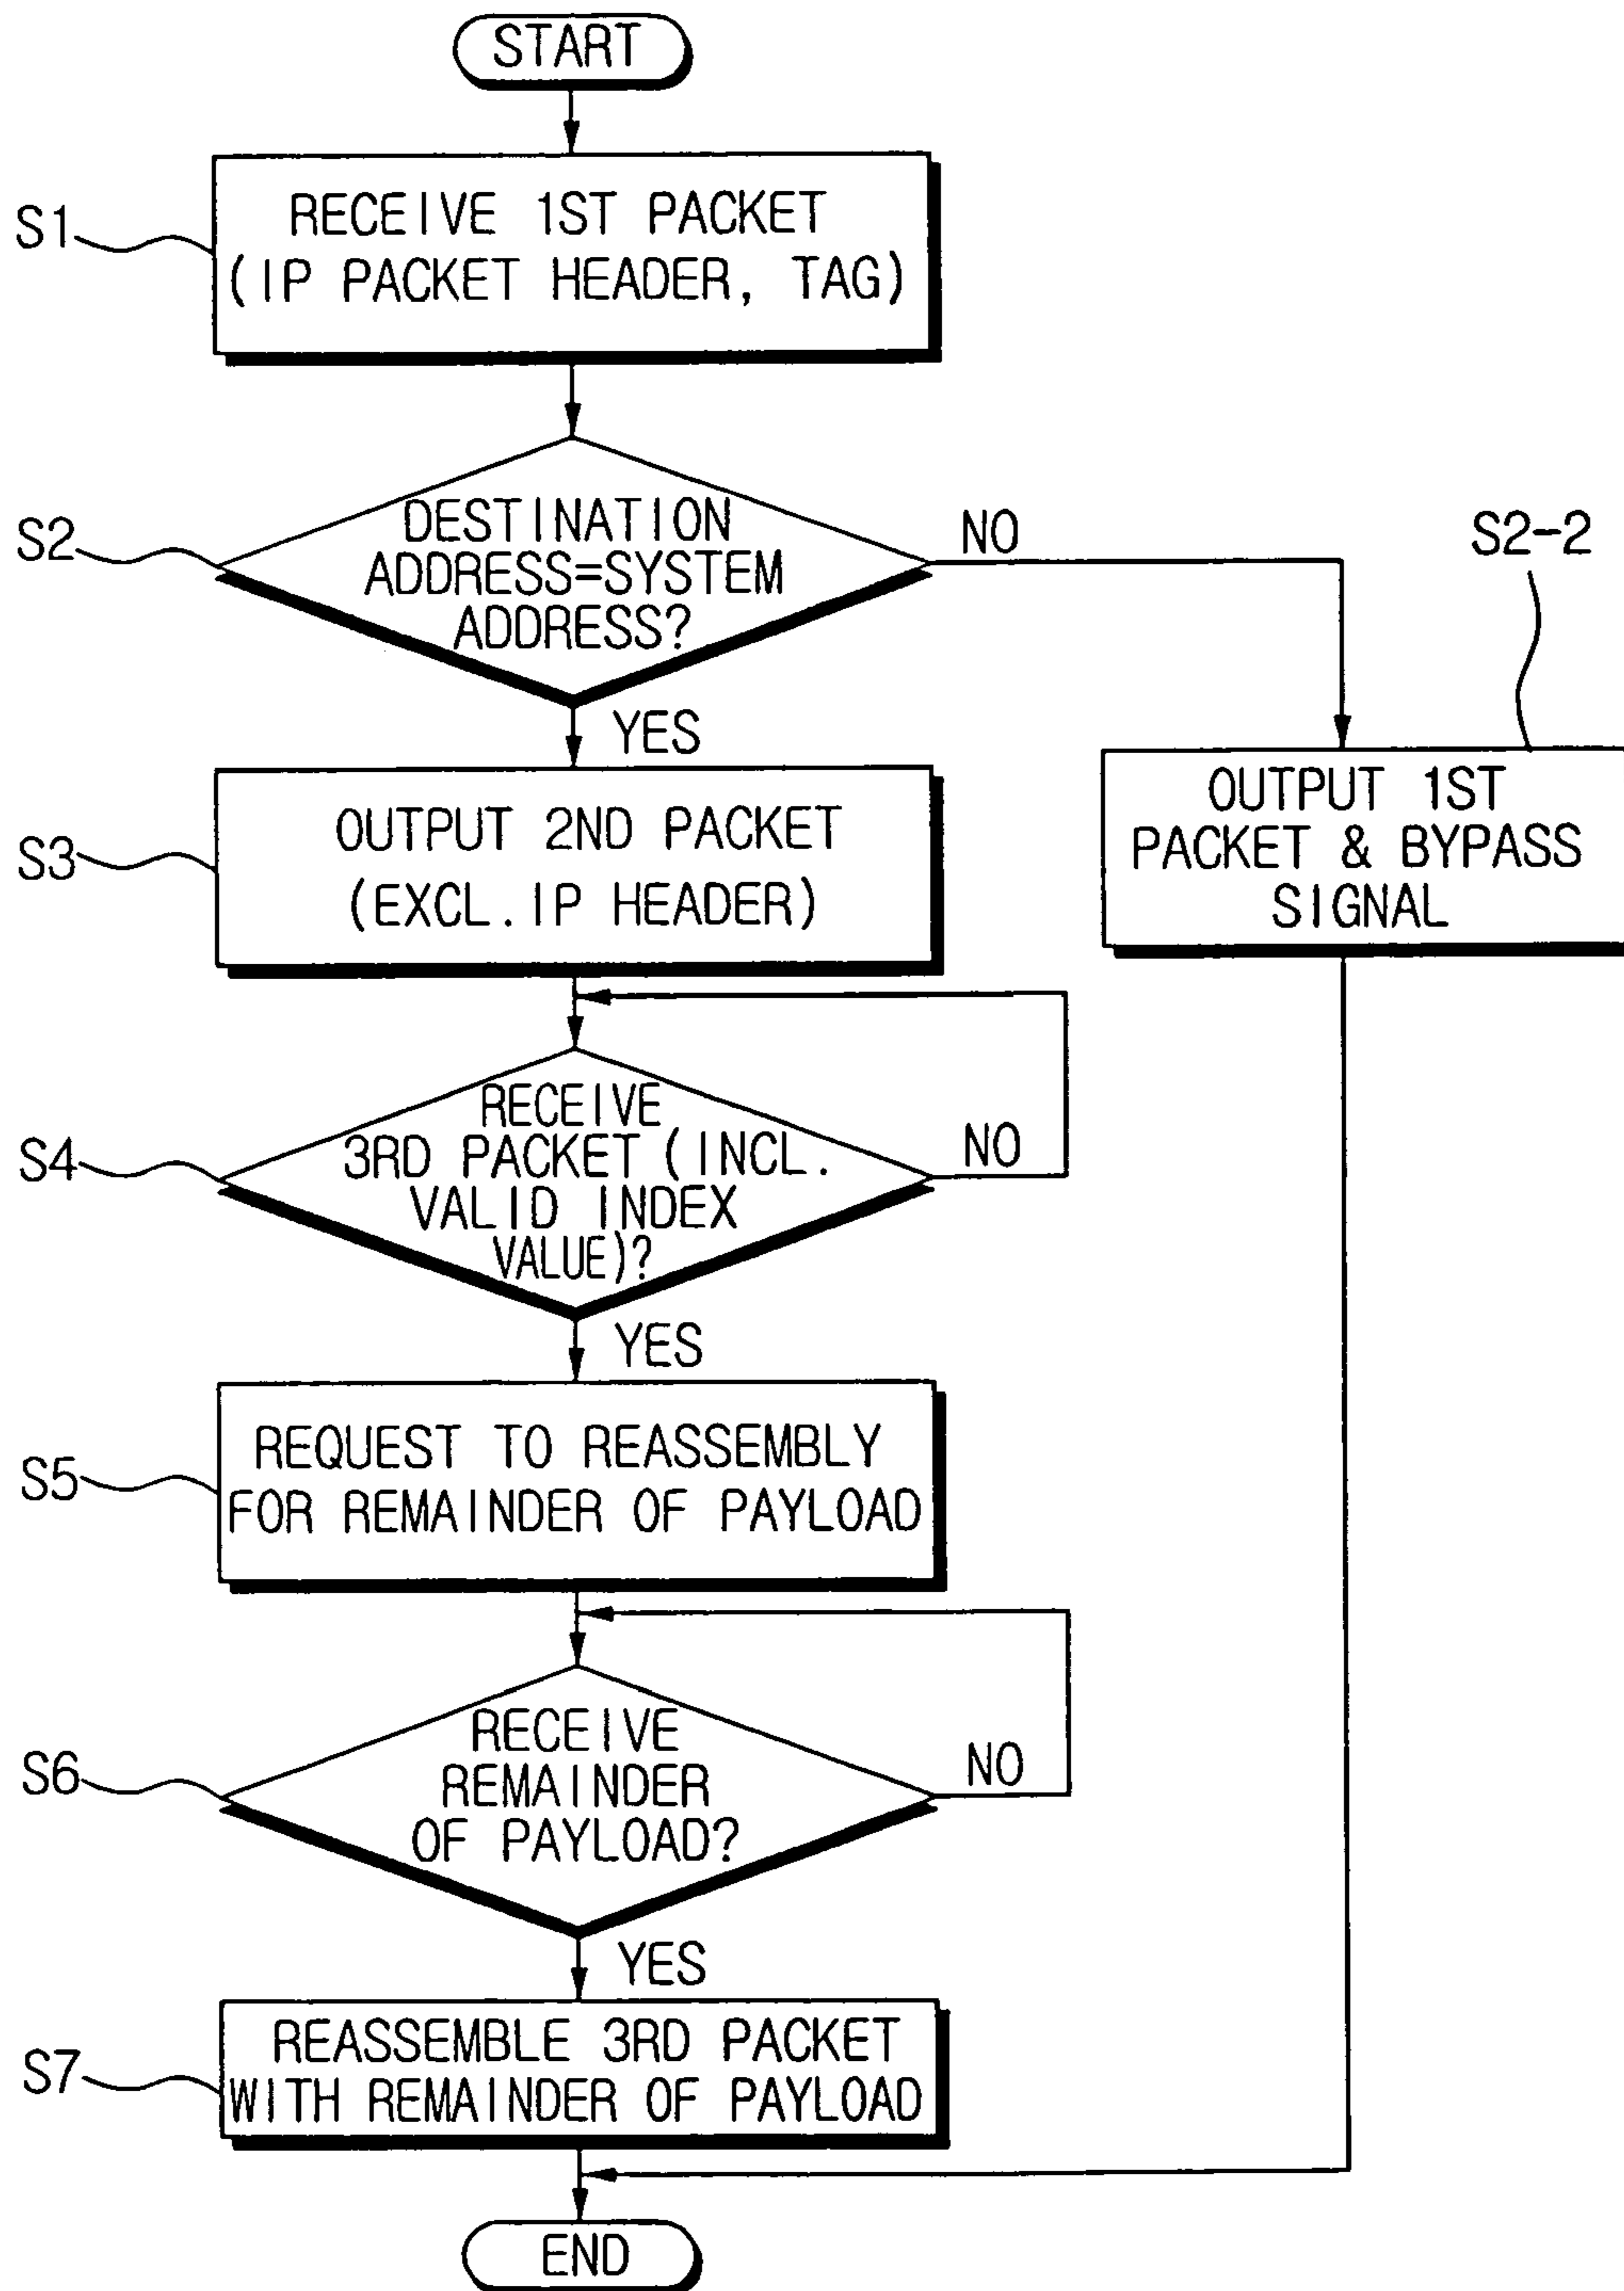 START
S1
RECEIVE 1ST PACKET
(IP PACKET HEADER, TAG)
S2
DESTINATION
ADDRESS=SYSTEM
ADDRESS?
NO
S2-2
YES
OUTPUT 1ST
PACKET & BYPASS
SIGNAL
S3
OUTPUT 2ND PACKET
(EXCL.IP HEADER)
S4
RECEIVE
3RD PACKET (INCL.
VALID INDEX
VALUE)?
NO
YES
S5
REQUEST TO REASSEMBLY
FOR REMAINDER OF PAYLOAD
S6
RECEIVE
REMAINDER
OF PAYLOAD?
NO
YES
S7
REASSEMBLE 3RD PACKET
WITH REMAINDER OF PAYLOAD
END